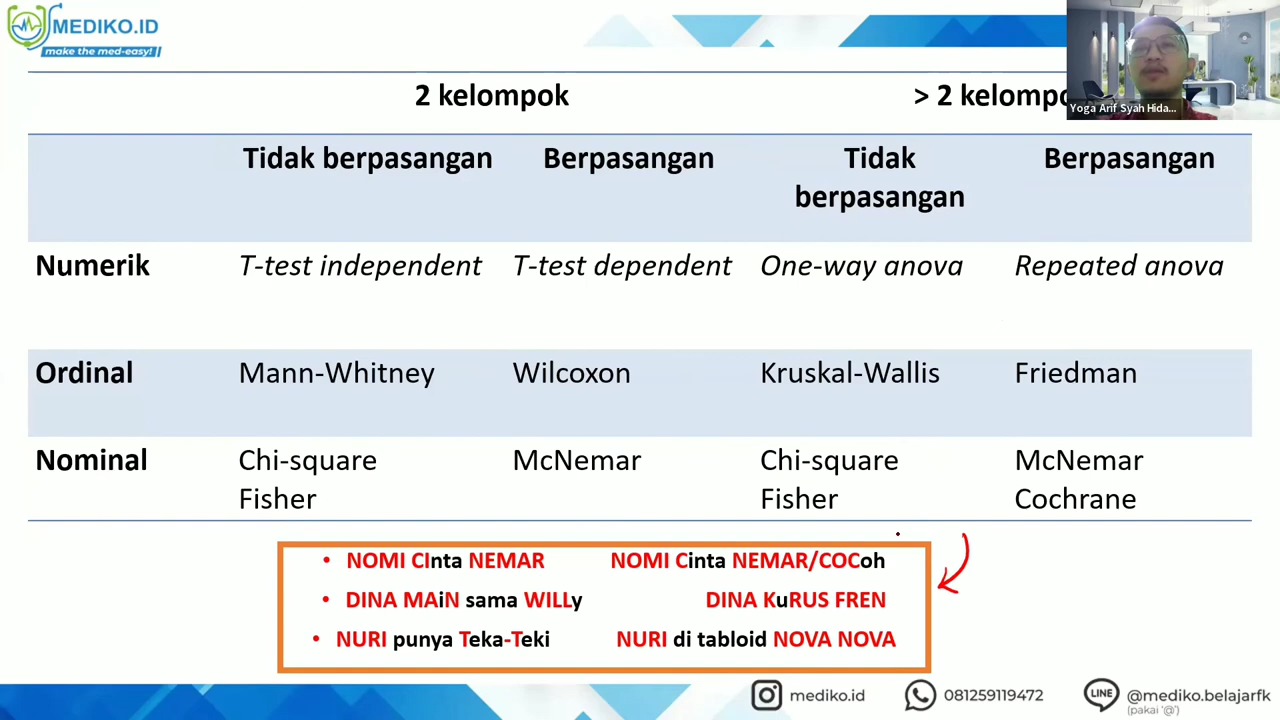 MEDIKO.ID
make the med-easy!
2 kelompok
> 2 kelompo
Yoga Arif Syah Hida...
Tidak berpasangan
Berpasangan
Tidak
berpasangan
Berpasangan
Numerik
T-test independent
T-test dependent
One-way anova
Repeated anova
Ordinal
Mann-Whitney
Wilcoxon
Kruskal-Wallis
Friedman
Nominal
Chi-square
Fisher
McNemar
Chi-square
Fisher
McNemar
Cochrane
• NOMI CInta NEMAR
NOMI Cinta NEMAR/COCoh
• DINA MAiN sama WILLy
DINA KuRUS FREN
• NURI punya Teka-Teki
NURI di tabloid NOVA NOVA
mediko.id
081259119472
LINE
@mediko.belajarfk
(pakai '@')